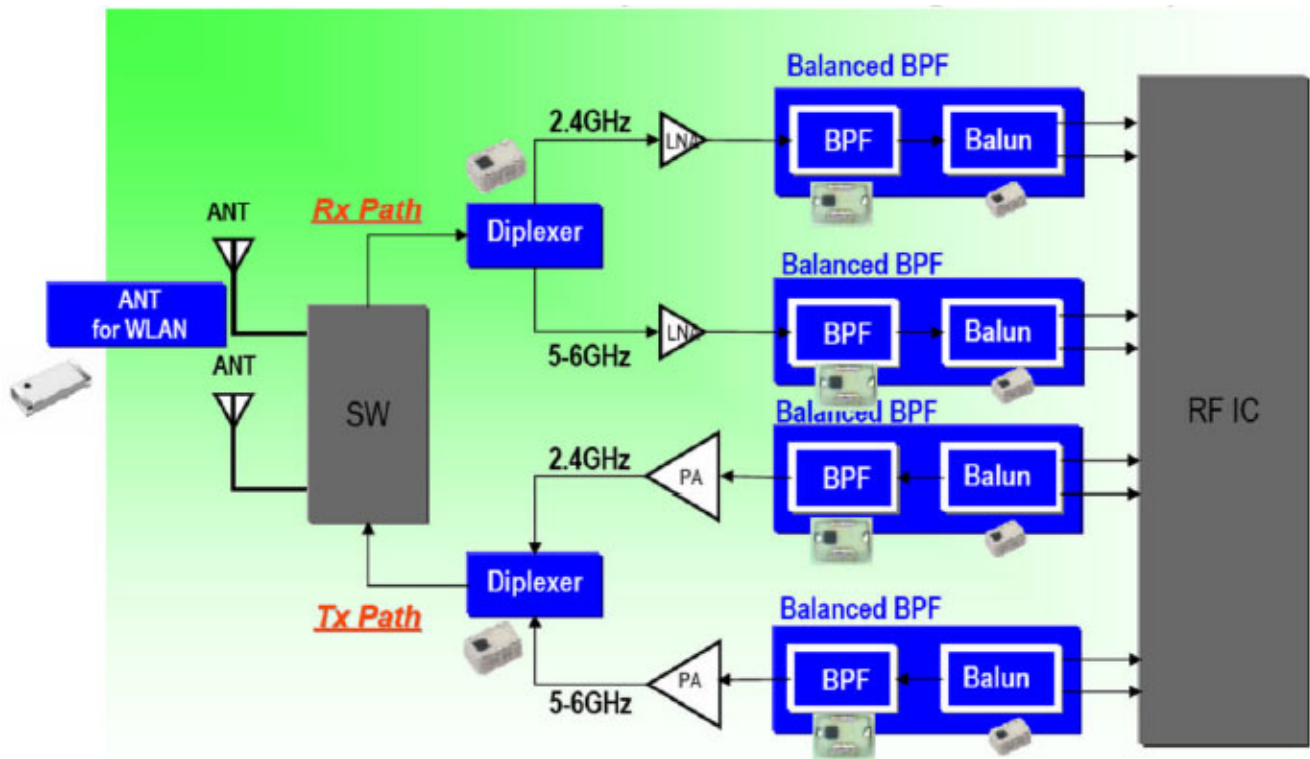 Balanced BPF
2.4GHz
LNA
BPF
Balun
ANT
Rx Path
Diplexer
Balanced BPF
ANT
for WLAN
LNA
BPF
Balun
5-6GHz
ANT
SW
RF IC
Balanced BPF
2.4GHz
PA
BPF
Balun
Diplexer
Tx Path
Balanced BPF
PA
BPF
Balun
5-6GHz